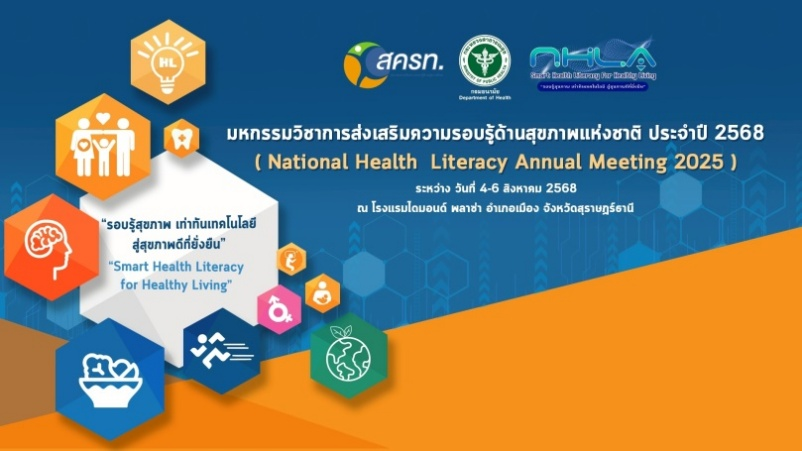 HL
สครท.
กรมอนามัย
Department of Health
NHLA
Smart Health Literacy For Healthy Living
"รอบรู้สุขภาพ เท่าทันเทคโนโลยี สู่สุขภาพดีที่ยั่งยืน"
มหกรรมวิชาการส่งเสริมความรอบรู้ด้านสุขภาพแห่งชาติ ประจำปี 2568
( National Health Literacy Annual Meeting 2025 )
ระหว่าง วันที่ 4-6 สิงหาคม 2568
ณ โรงแรมไดมอนด์ พลาซ่า อำเภอเมือง จังหวัดสุราษฎร์ธานี
“รอบรู้สุขภาพ เท่าทันเทคโนโลยี
สู่สุขภาพดีที่ยั่งยืน”
“Smart Health Literacy
for Healthy Living”